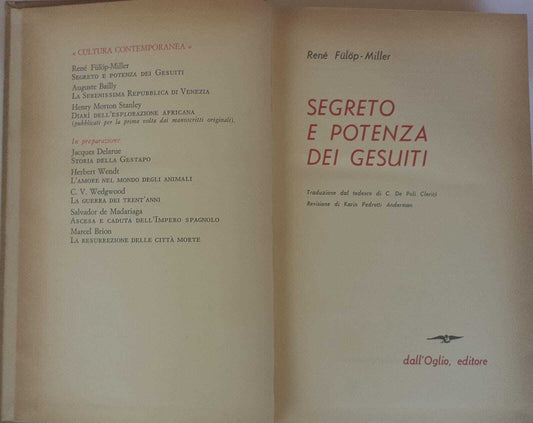 « CULTURA CONTEMPORANEA »
René Fülöp-Miller
SEGRETO E POTENZA DEI GESUITI
Auguste Bailly
LA SERENISSIMA REPUBBLICA DI VENEZIA
Henry Morton Stanley
DIARI DELL'ESPLORAZIONE AFRICANA
(pubblicati per la prima volta dai manoscritti originali).
In preparazione:
Jacques Delarue
STORIA DELLA GESTAPO
Herbert Wendt
L'AMORE NEL MONDO DEGLI ANIMALI
C. V. Wedgwood
LA GUERRA DEI TRENT'ANNI
Salvador de Madariaga
ASCESA E CADUTA DELL'IMPERO SPAGNOLO
Marcel Brion
LA RESURREZIONE DELLE CITTÀ MORTE
René Fülöp-Miller
SEGRETO
E POTENZA
DEI GESUITI
Traduzione dal tedesco di C. De Poli Clerici
Revisione di Karin Pedrotti Anderman
dall'Oglio, editore